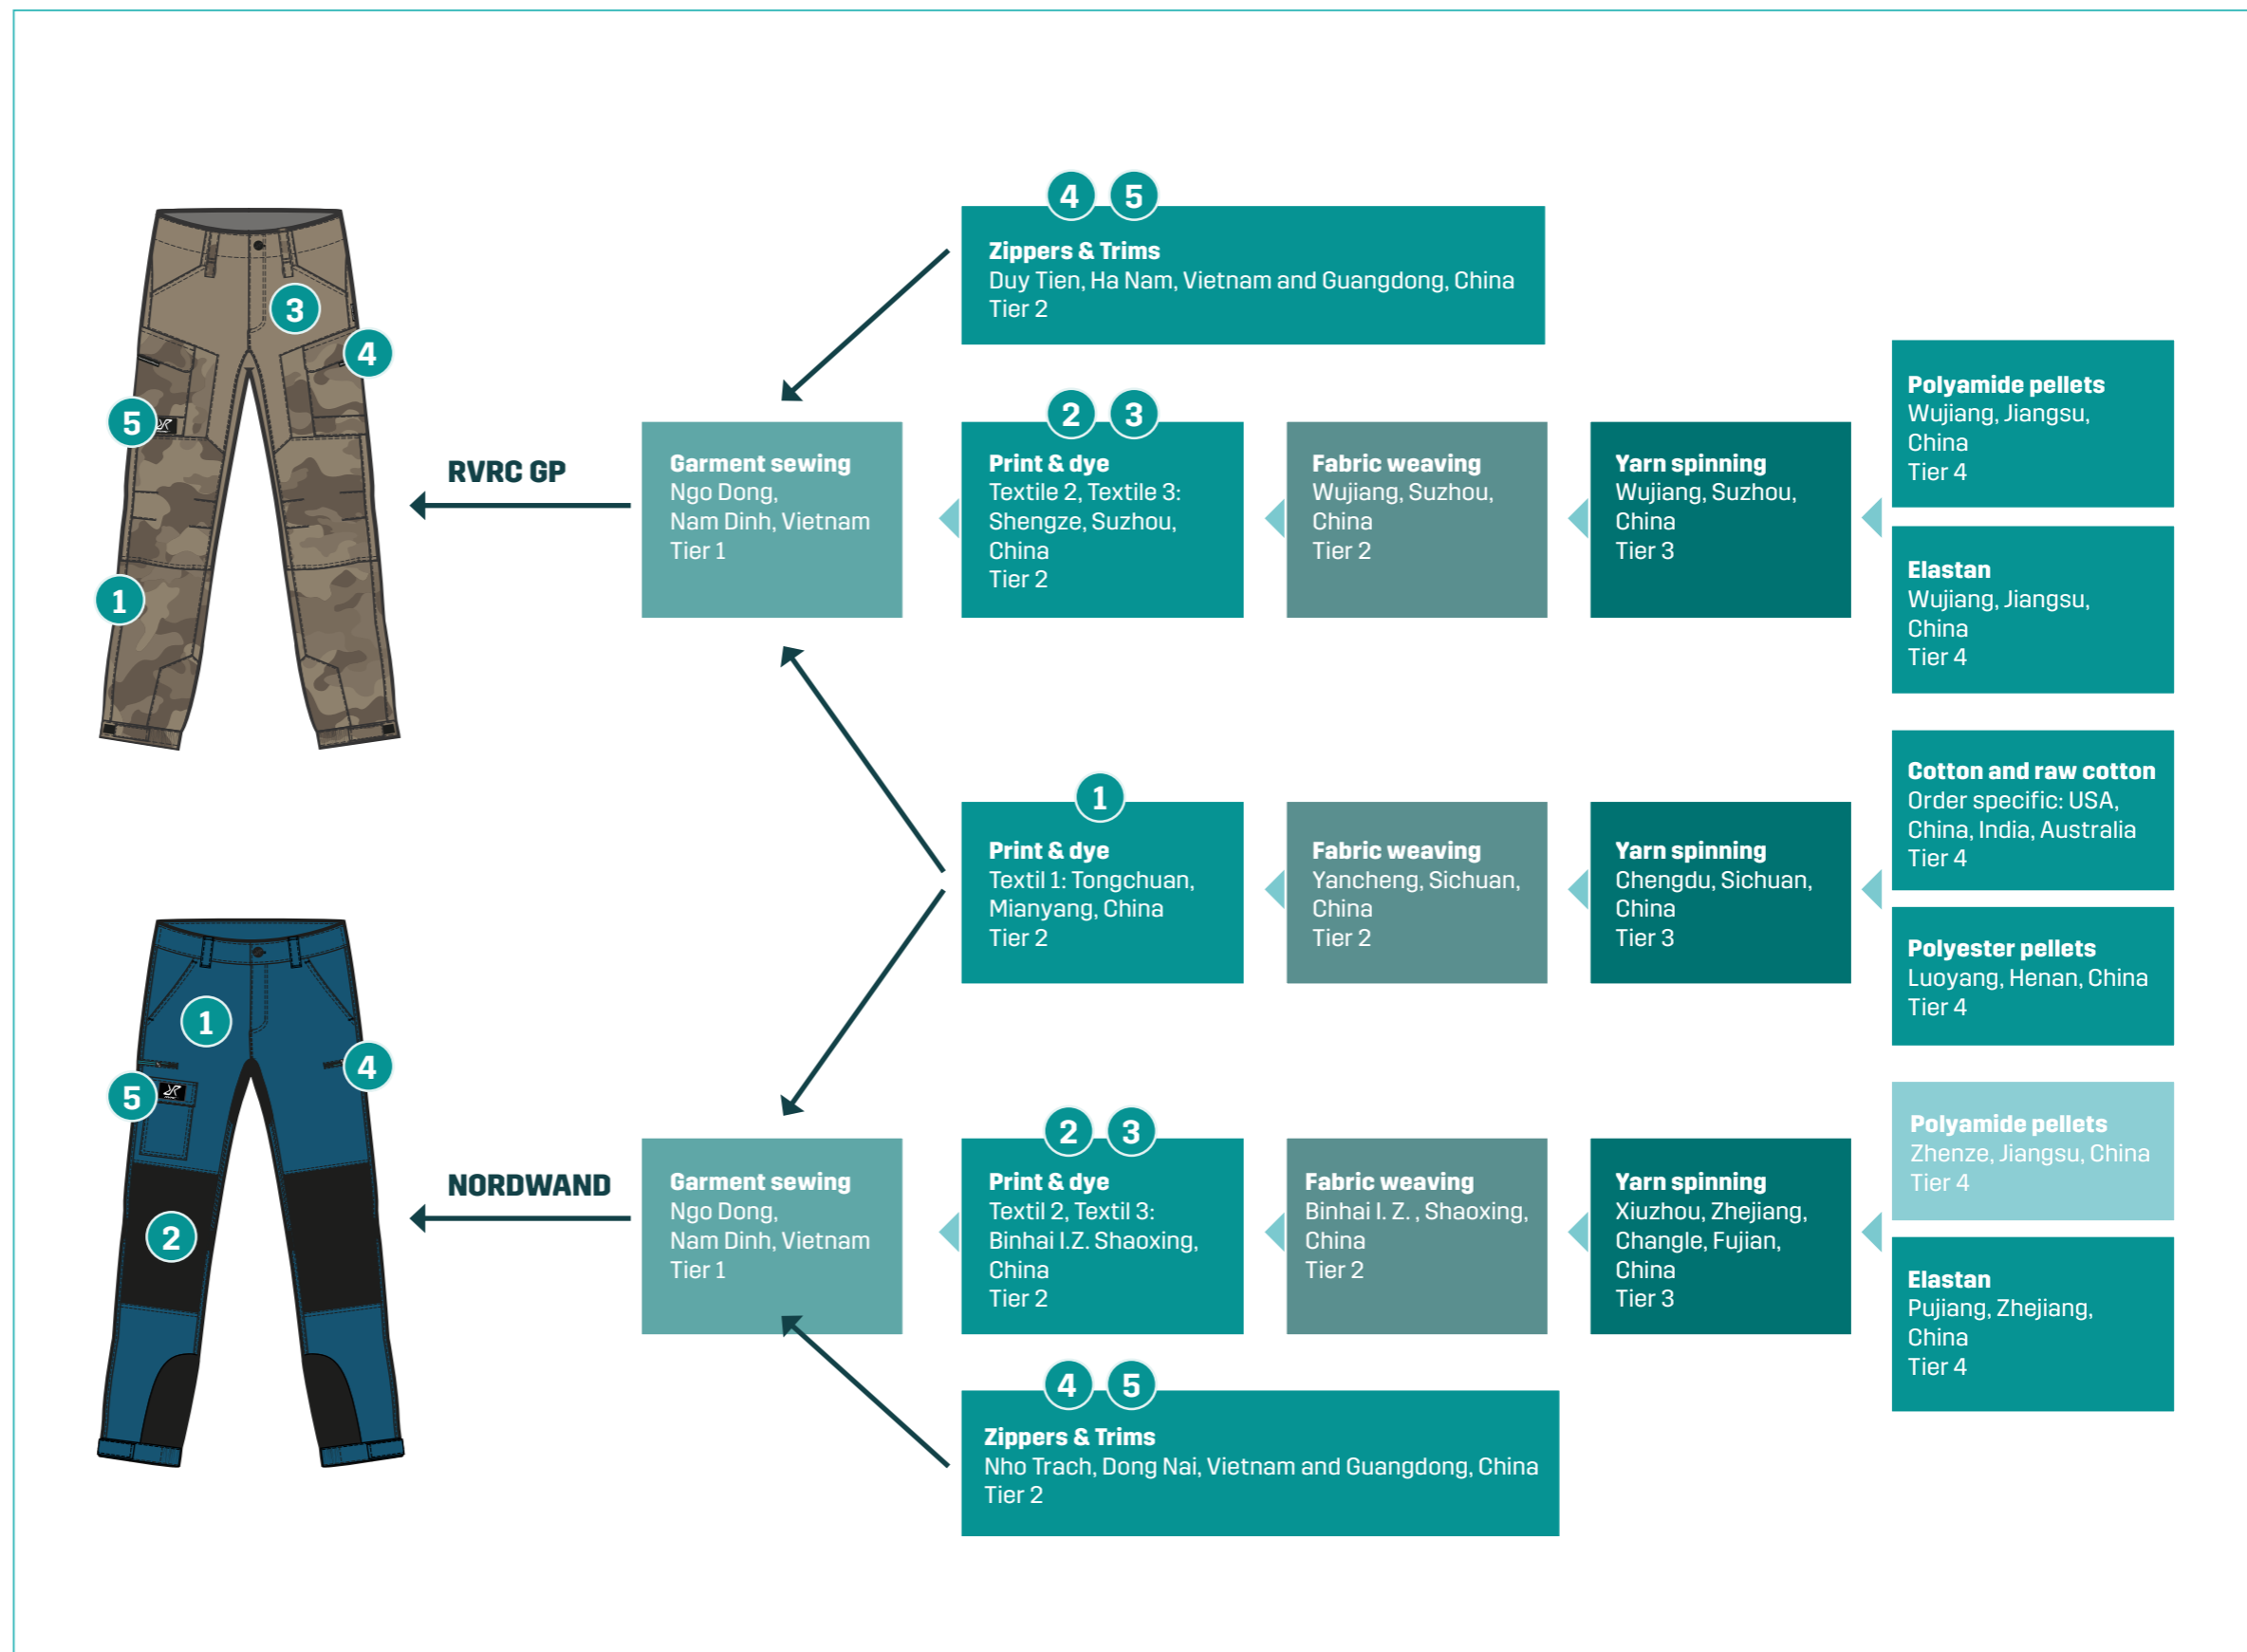 4 5
Zippers & Trims
Duy Tien, Ha Nam, Vietnam and Guangdong, China
Tier 2
3
4
5
1
RVRC GP
Garment sewing
Ngo Dong,
Nam Dinh, Vietnam
Tier 1
2 3
Print & dye
Textile 2, Textile 3:
Shengze, Suzhou,
China
Tier 2
Fabric weaving
Wujiang, Suzhou,
China
Tier 2
Yarn spinning
Wujiang, Suzhou,
China
Tier 3
Polyamide pellets
Wujiang, Jiangsu,
China
Tier 4
Elastan
Wujiang, Jiangsu,
China
Tier 4
1
Print & dye
Textil 1: Tongchuan,
Mianyang, China
Tier 2
Fabric weaving
Yancheng, Sichuan,
China
Tier 2
Yarn spinning
Chengdu, Sichuan,
China
Tier 3
Cotton and raw cotton
Order specific: USA,
China, India, Australia
Tier 4
Polyester pellets
Luoyang, Henan, China
Tier 4
1
4
5
2
NORDWAND
Garment sewing
Ngo Dong,
Nam Dinh, Vietnam
Tier 1
2 3
Print & dye
Textil 2, Textil 3:
Binhai I.Z. Shaoxing,
China
Tier 2
Fabric weaving
Binhai I. Z. , Shaoxing,
China
Tier 2
Yarn spinning
Xiuzhou, Zhejiang,
Changle, Fujian,
China
Tier 3
Polyamide pellets
Zhenze, Jiangsu, China
Tier 4
Elastan
Pujiang, Zhejiang,
China
Tier 4
4 5
Zippers & Trims
Nho Trach, Dong Nai, Vietnam and Guangdong, China
Tier 2